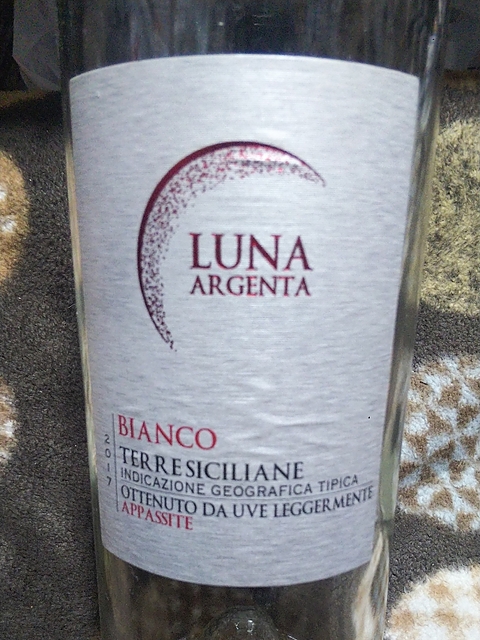 LUNA
ARGENTA
BIANCO
2017
TERRE SICILIANE
INDICAZIONE GEOGRAFICA TIPICA
OTTENUTO DA UVE LEGGERMENTE
APPASSITE